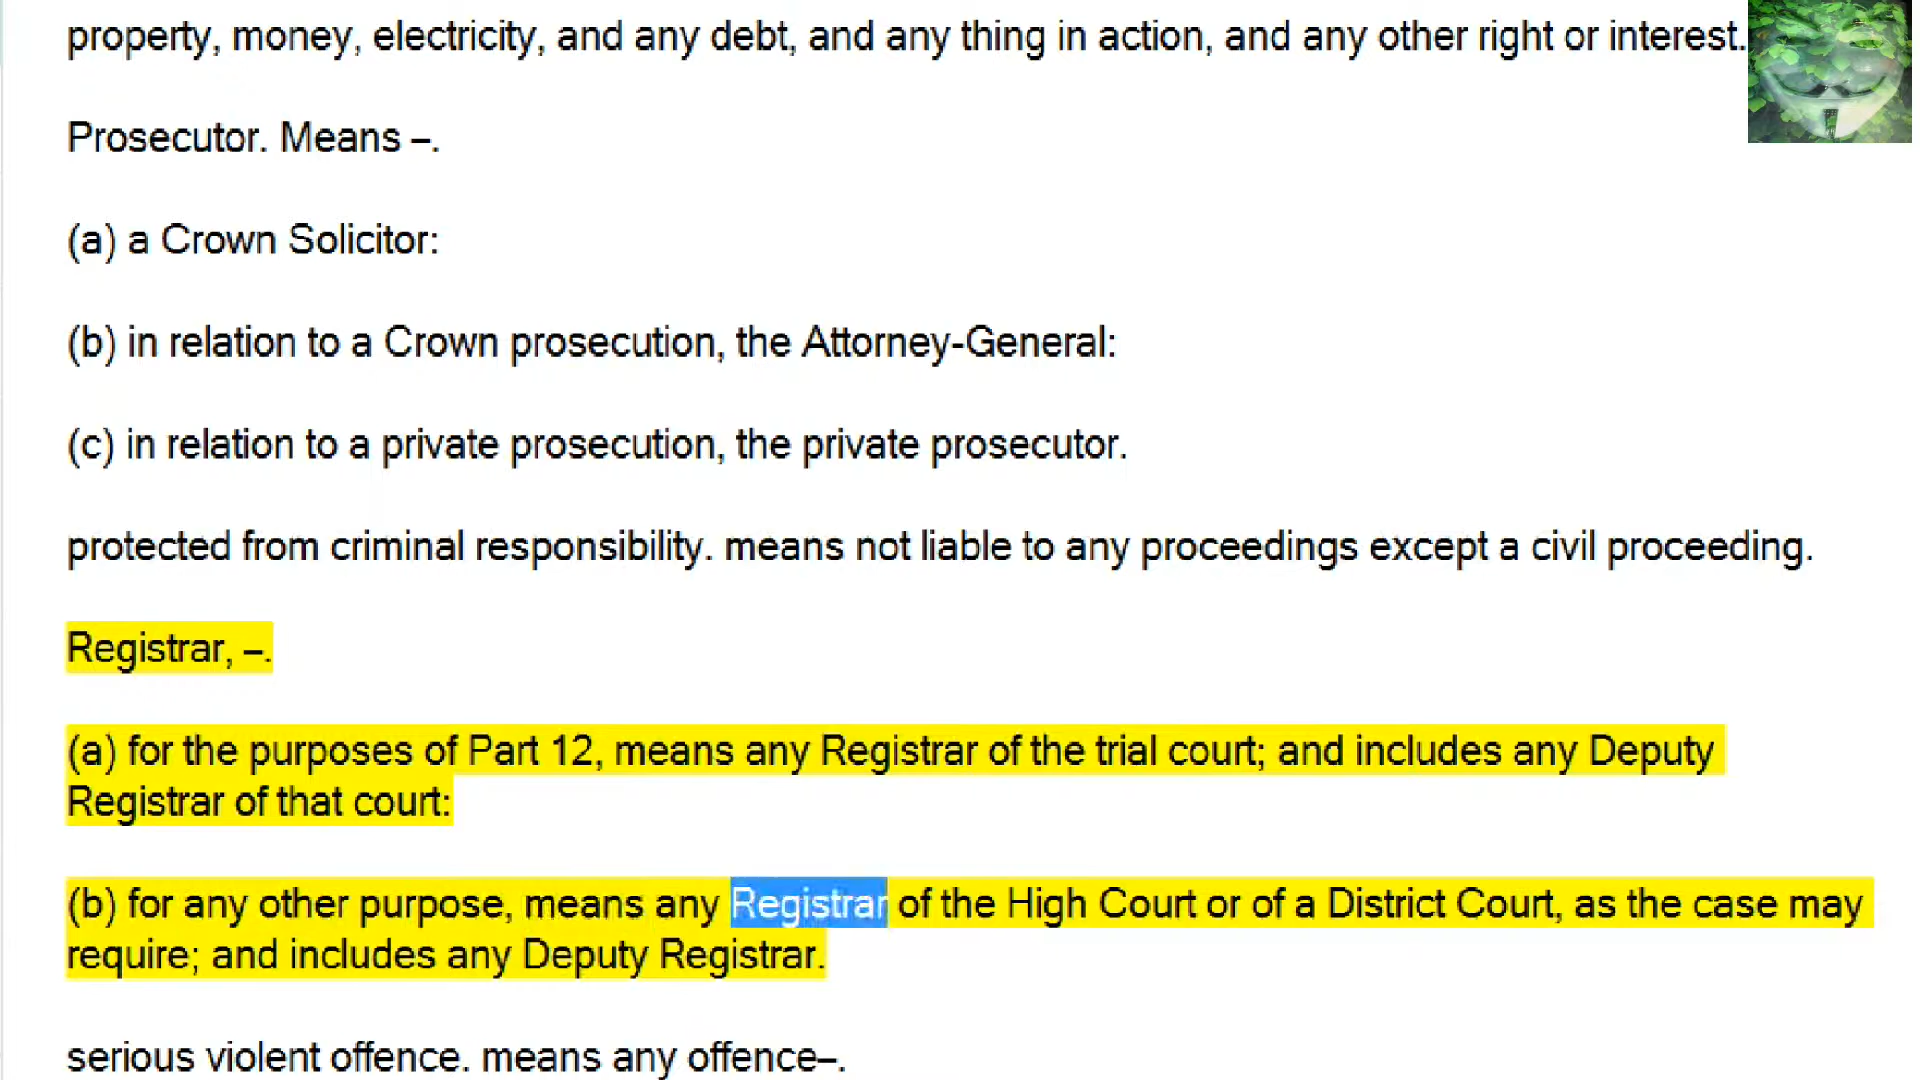 property, money, electricity, and any debt, and any thing in action, and any other right or interest.
Prosecutor. Means –.
(a) a Crown Solicitor:
(b) in relation to a Crown prosecution, the Attorney-General:
(c) in relation to a private prosecution, the private prosecutor.
protected from criminal responsibility. means not liable to any proceedings except a civil proceeding.
Registrar, –.
(a) for the purposes of Part 12, means any Registrar of the trial court; and includes any Deputy
Registrar of that court:
(b) for any other purpose, means any Registrar of the High Court or of a District Court, as the case may
require; and includes any Deputy Registrar.
serious violent offence. means any offence–.